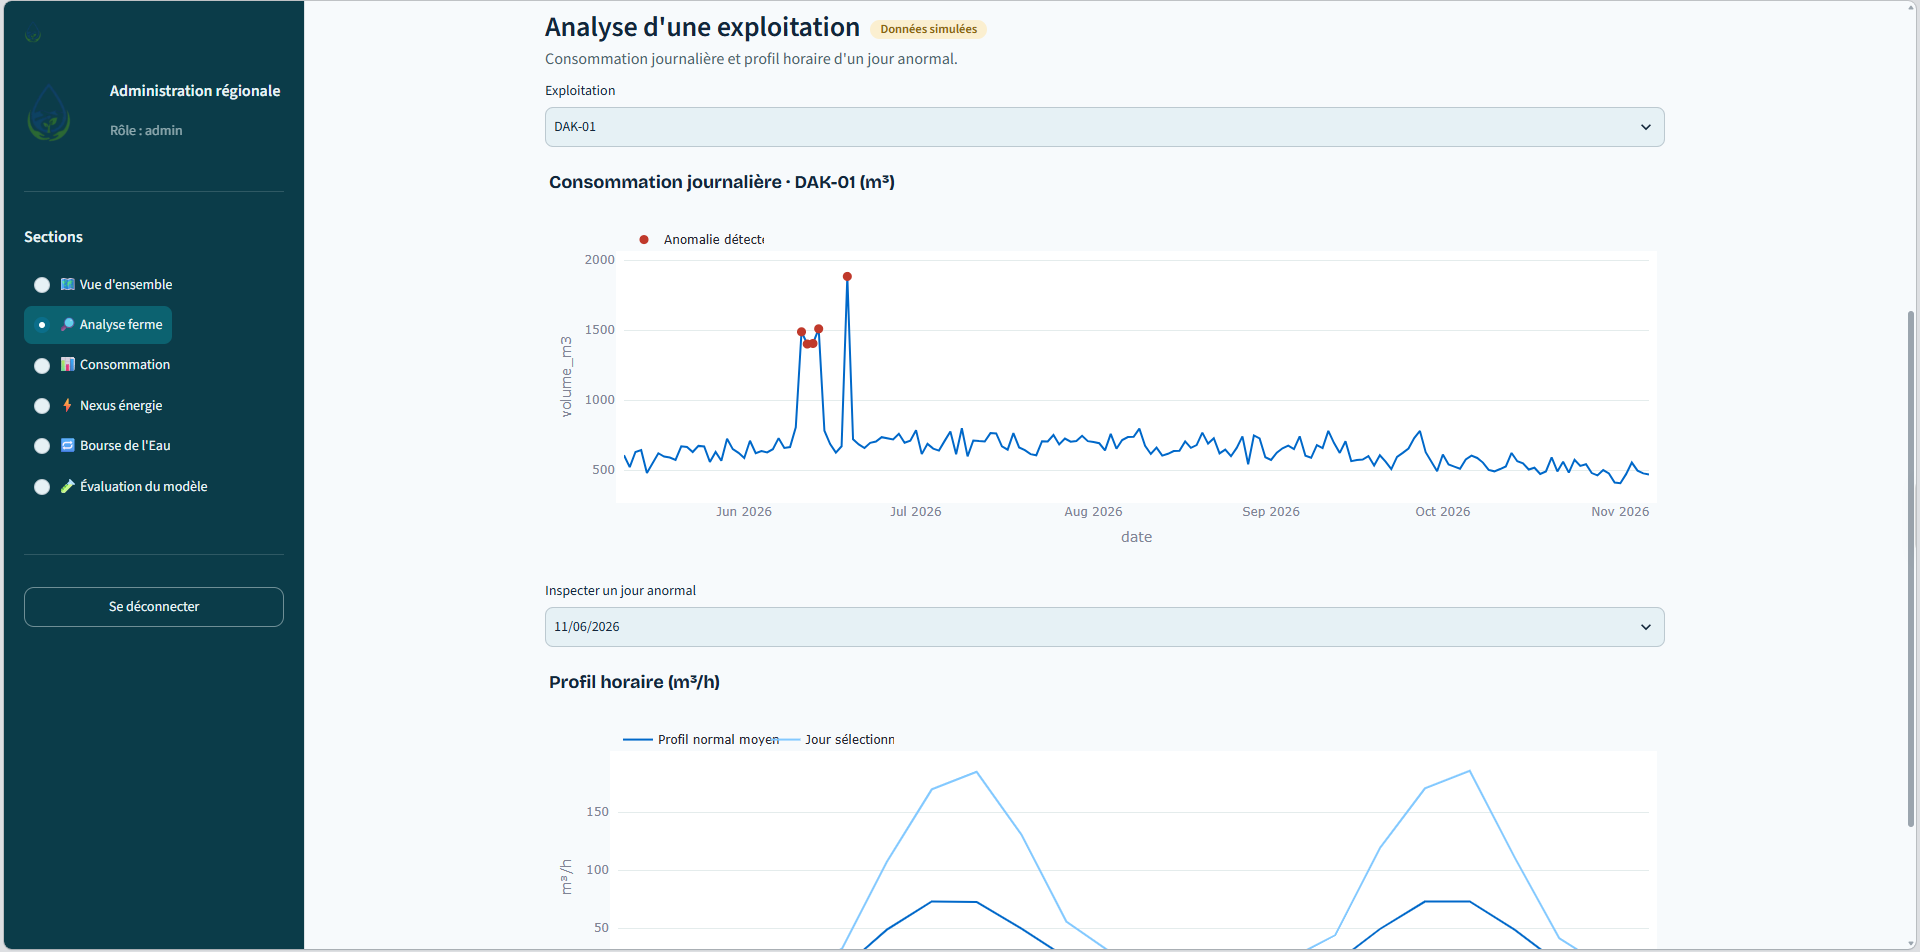 Administration régionale
Rôle : admin
Sections
Vue d'ensemble
Analyse ferme
Consommation
Nexus énergie
Bourse de l'Eau
Évaluation du modèle
Se déconnecter
Analyse d'une exploitation
Données simulées
Consommation journalière et profil horaire d'un jour anormal.
Exploitation
DAK-01
Consommation journalière · DAK-01 (m³)
Anomalie détecte
2000
1500
1000
500
volume_m3
Jun 2026 Jul 2026 Aug 2026 Sep 2026 Oct 2026 Nov 2026
date
Inspecter un jour anormal
11/06/2026
Profil horaire (m³/h)
Profil normal moyen Jour sélectionn
150
100
50
m³/h